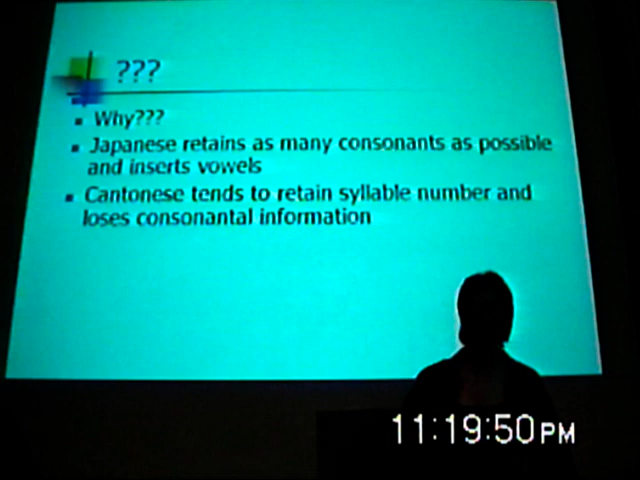 ???
Why???
Japanese retains as many consonants as possible
and inserts vowels
Cantonese tends to retain syllable number and
loses consonantal information
11:19:50PM